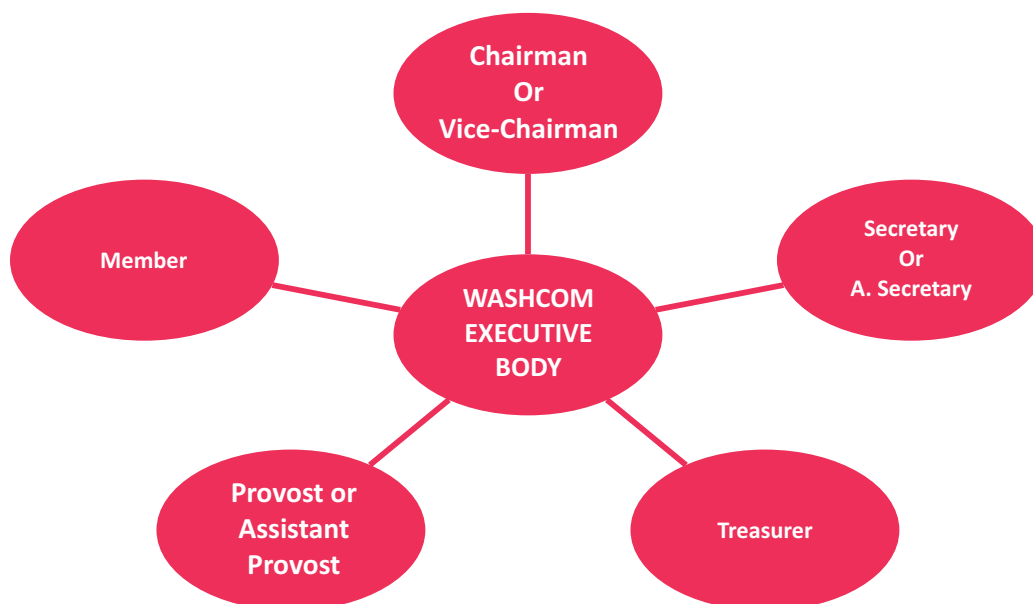 Chairman
Or
Vice-Chairman
Member
Secretary
Or
A. Secretary
WASHCOM
EXECUTIVE
BODY
Provost or
Assistant
Provost
Treasurer